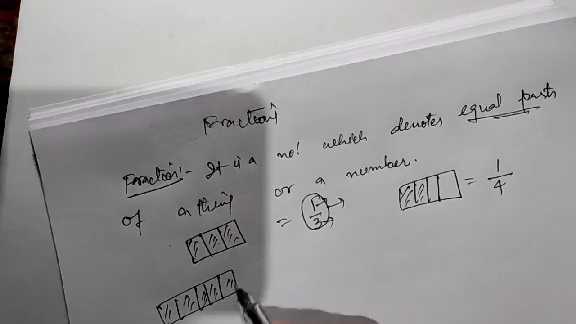 Fraction
Fraction:- It is a no. which denotes equal parts
of a thing or a number.
= 1/3
= 1/4